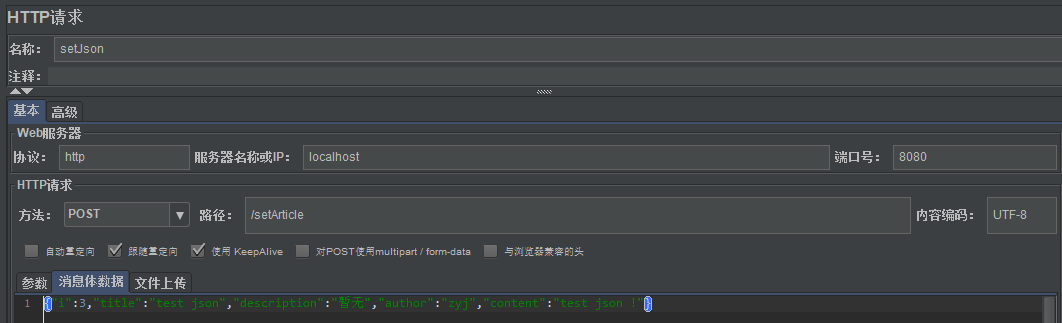 HTTP请求
名称： setJson
注释：
基本 高级
Web服务器
协议： http 服务器名称或IP： localhost 端口号： 8080
HTTP请求
方法： POST 路径： /setArticle 内容编码： UTF-8
自动重定向 跟随重定向 使用 KeepAlive 对POST使用multipart / form-data 与浏览器兼容的头
参数 消息体数据 文件上传
1 {"i":3,"title":"test json","description":"暂无","author":"zyj","content":"test json !"}